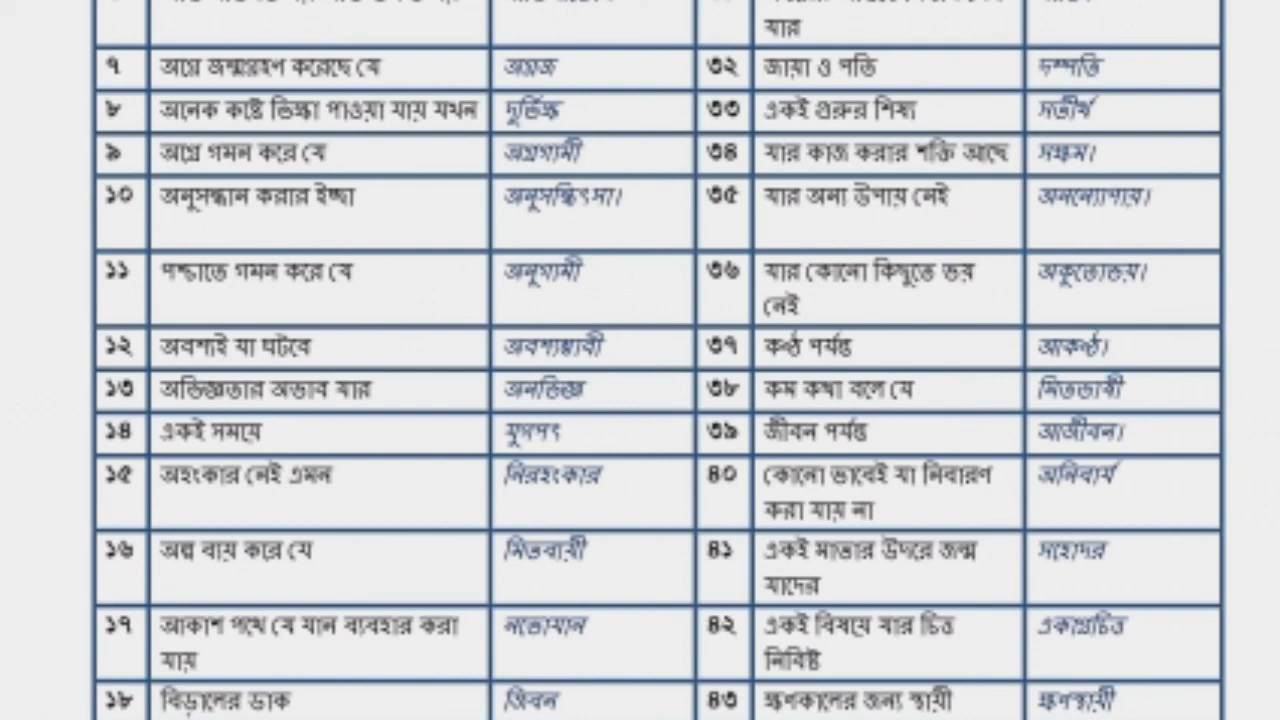 যার
৭ অগ্রে জন্মগ্রহণ করেছে যে অগ্রজ ৩২ জায়া ও পতি দম্পতি
৮ অনেক কষ্টে ভিক্ষা পাওয়া যায় যখন দুর্ভিক্ষ ৩৩ একই গুরুর শিষ্য সতীর্থ
৯ অগ্রে গমন করে যে অগ্রগামী ৩৪ যার কাজ করার শক্তি আছে সক্ষম।
১০ অনুসন্ধান করার ইচ্ছা অনুসন্ধিৎসা। ৩৫ যার অন্য উপায় নেই অনন্যোপায়।
১১ পশ্চাতে গমন করে যে অনুগামী ৩৬ যার কোনো কিছুতে ভয় অকুতোভয়।
নেই
১২ অবশ্যই যা ঘটবে অবশ্যম্ভাবী ৩৭ কণ্ঠ পর্যন্ত আকণ্ঠ।
১৩ অভিজ্ঞতার অভাব যার অনভিজ্ঞ ৩৮ কম কথা বলে যে মিতভাষী
১৪ একই সময়ে যুগপৎ ৩৯ জীবন পর্যন্ত আজীবন।
১৫ অহংকার নেই এমন নিরহংকার ৪০ কোনো ভাবেই যা নিবারণ অনিবার্য
করা যায় না
১৬ অল্প ব্যয় করে যে মিতব্যয়ী ৪১ একই মাতার উদরে জন্ম সহোদর
যাদের
১৭ আকাশ পথে যে যান ব্যবহার করা নভোযান ৪২ একই বিষয়ে যার চিত্ত একাগ্রচিত্ত
যায় নিবিষ্ট
১৮ বিড়ালের ডাক ৪৩ ক্ষণকালের জন্য স্থায়ী ক্ষণস্থায়ী